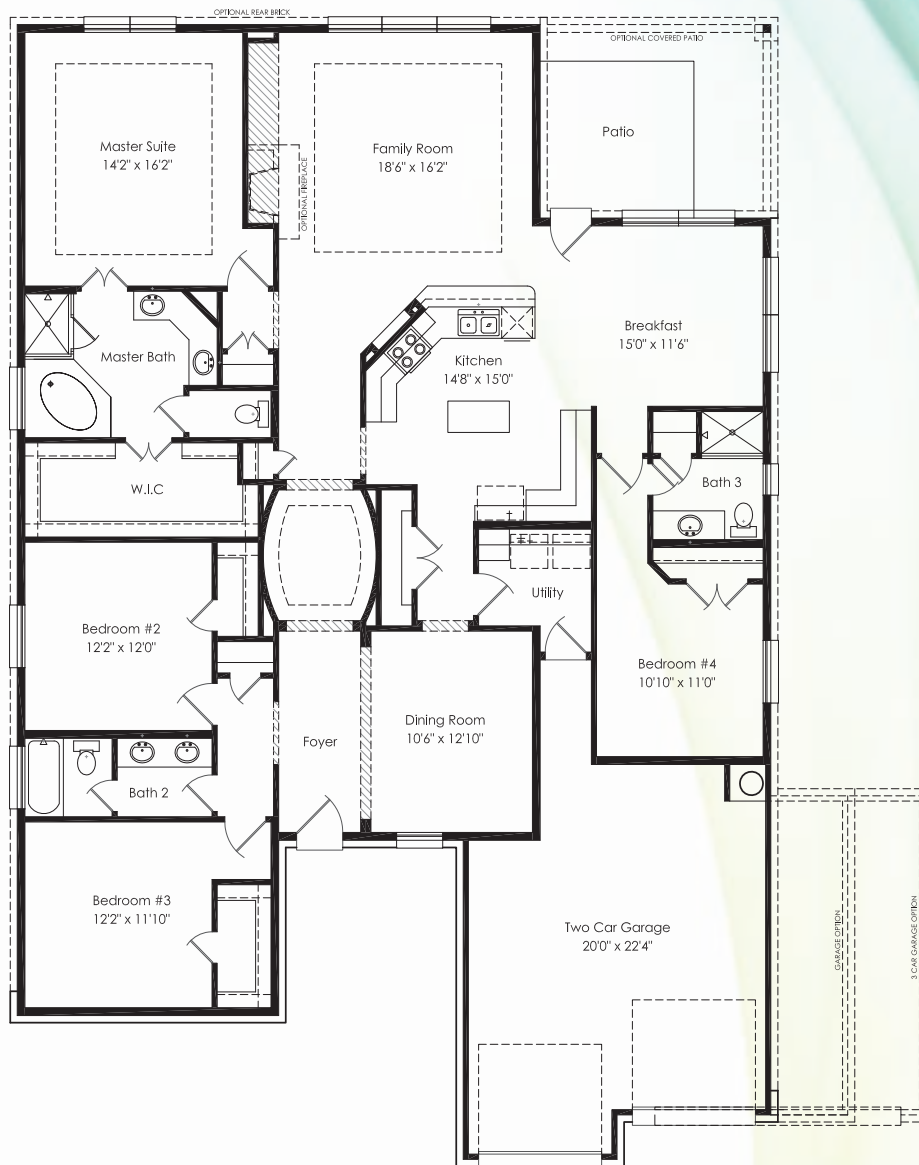 OPTIONAL REAR BRICK
OPTIONAL COVERED PATIO
Master Suite
14'2" x 16'2"
Family Room
18'6" x 16'2"
Patio
OPTIONAL FIREPLACE
Master Bath
Kitchen
14'8" x 15'0"
Breakfast
15'0" x 11'6"
W.I.C
Bath 3
Utility
Bedroom #2
12'2" x 12'0"
Bedroom #4
10'10" x 11'0"
Foyer
Dining Room
10'6" x 12'10"
Bath 2
Bedroom #3
12'2" x 11'10"
Two Car Garage
20'0" x 22'4"
GARAGE OPTION
3 CAR GARAGE OPTION